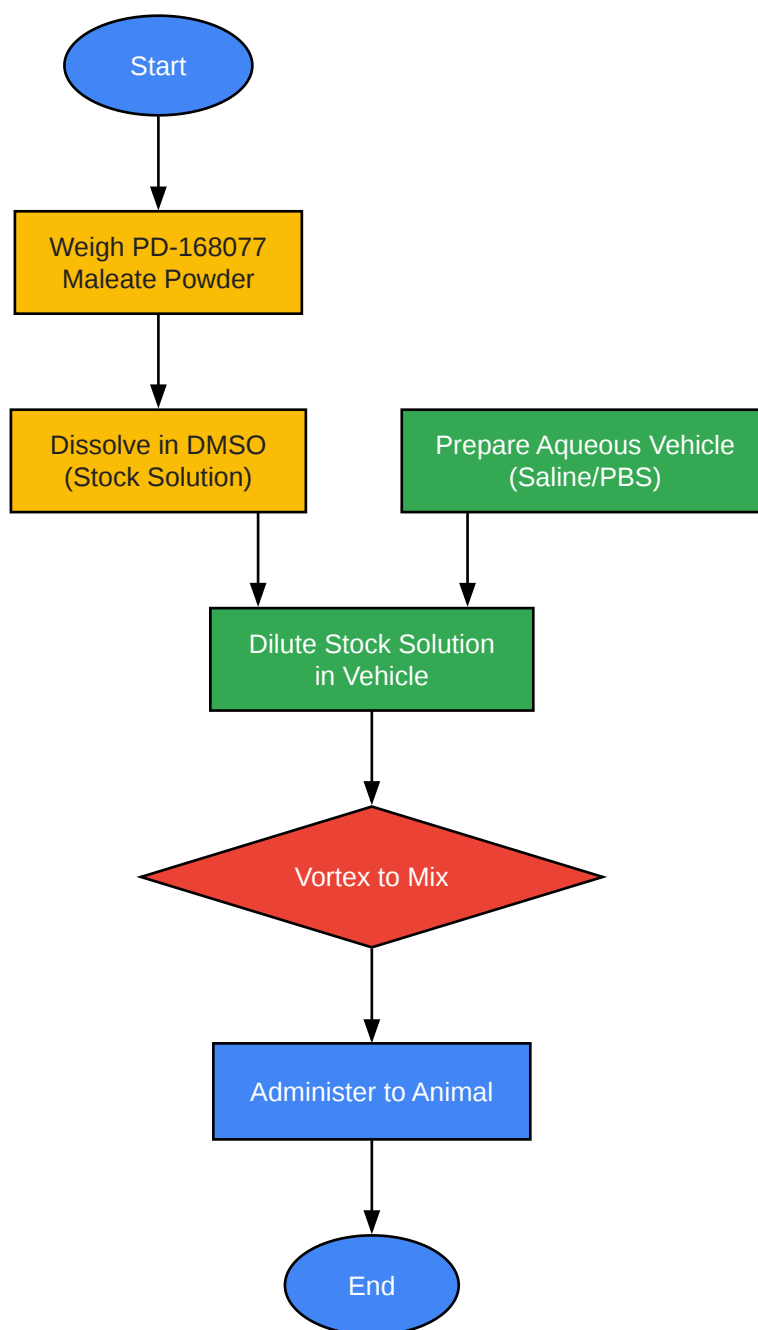 Start
Weigh PD-168077
Maleate Powder
Dissolve in DMSO
(Stock Solution)
Prepare Aqueous Vehicle
(Saline/PBS)
Dilute Stock Solution
in Vehicle
Vortex to Mix
Administer to Animal
End